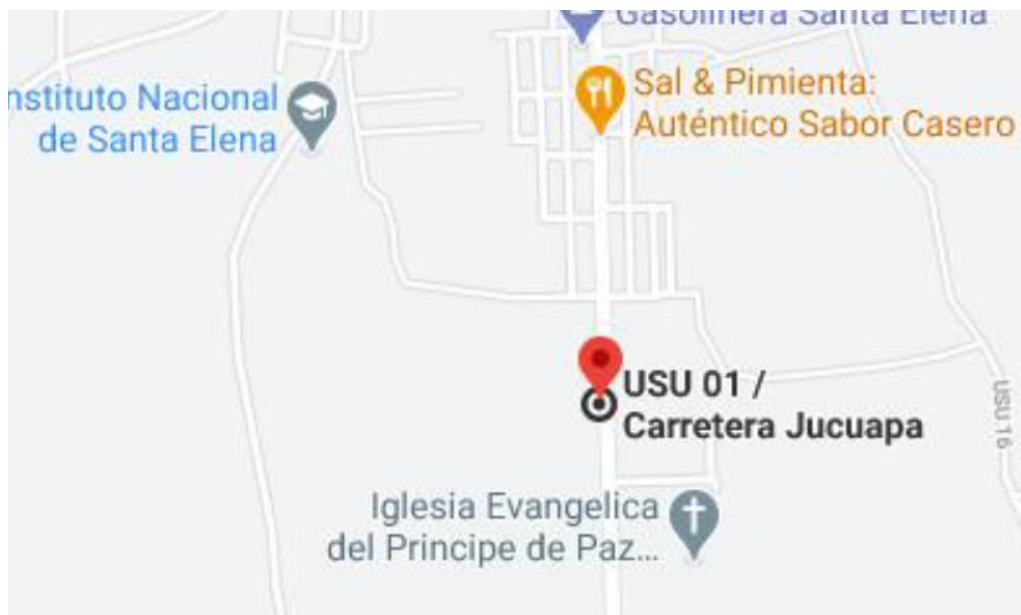 Gasolinera Santa Elena
Sal & Pimienta:
Auténtico Sabor Casero
nstituto Nacional
de Santa Elena
USU 01 /
Carretera Jucuapa
USU 16
Iglesia Evangelica
del Principe de Paz...